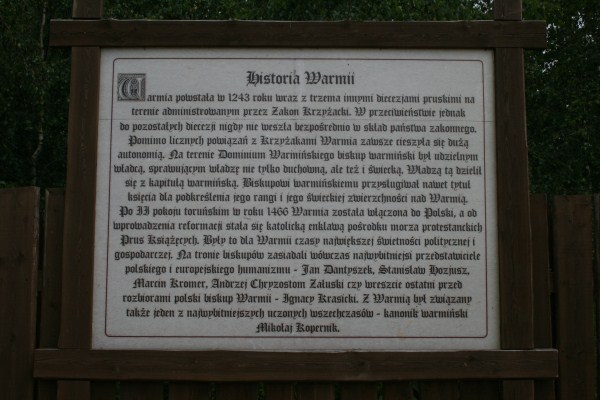 Historia Warmii
Warmia powstała w 1243 roku wraz z trzema innymi diecezjami pruskimi na
terenie administrowanym przez Zakon Krzyżacki. W przeciwieństwie jednak
do pozostałych diecezji nigdy nie weszła bezpośrednio w skład państwa zakonnego.
Pomimo licznych powiązań z Krzyżakami Warmia zawsze cieszyła się dużą
autonomią. Na terenie Dominium Warmińskiego biskup warmiński był udzielnym
władcą, sprawującym władzę nie tylko duchowną, ale też i świecką. Władzą tą dzielił
się z kapitułą warmińską. Biskupowi warmińskiemu przysługiwał nawet tytuł
księcia dla podkreślenia jego rangi i jego świeckiej zwierzchności nad Warmią.
Po II pokoju toruńskim w roku 1466 Warmia została włączona do Polski, a od
wprowadzenia reformacji stała się katolicką enklawą pośrodku morza protestanckich
Prus Książęcych. Były to dla Warmii czasy największej świetności politycznej i
gospodarczej. Na tronie biskupów zasiadali wówczas najwybitniejsi przedstawiciele
polskiego i europejskiego humanizmu - Jan Dantyszek, Stanisław Hozjusz,
Marcin Kromer, Andrzej Chryzostom Załuski czy wreszcie ostatni przed
rozbiorami polski biskup Warmii - Ignacy Krasicki. Z Warmią był związany
także jeden z najwybitniejszych uczonych wszechczasów - kanonik warmiński
Mikołaj Kopernik.